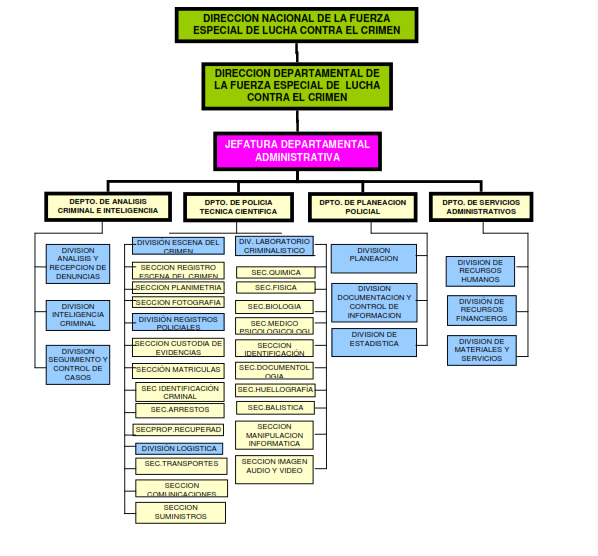 DIRECCION NACIONAL DE LA FUERZA
ESPECIAL DE LUCHA CONTRA EL CRIMEN
DIRECCION DEPARTAMENTAL DE
LA FUERZA ESPECIAL DE LUCHA
CONTRA EL CRIMEN
JEFATURA DEPARTAMENTAL
ADMINISTRATIVA
DEPTO. DE ANALISIS
CRIMINAL E INTELIGENCIIA
DPTO. DE POLICIA
TECNICA CIENTIFICA
DPTO. DE PLANEACION
POLICIAL
DPTO. DE SERVICIOS
ADMINISTRATIVOS
DIVISION
ANALISIS Y
RECEPCION DE
DENUNCIAS
DIVISION
INTELIGENCIA
CRIMINAL
DIVISION
SEGUIMIENTO Y
CONTROL DE
CASOS
DIVISIÓN ESCENA DEL
CRIMEN
SECCION REGISTRO
ESCENA DEL CRIMEN
SECCION PLANIMETRIA
SECCION FOTOGRAFIA
DIVISIÓN REGISTROS
POLICIALES
SECCION CUSTODIA DE
EVIDENCIAS
SECCIÓN MATRICULAS
SEC IDENTIFICACIÓN
CRMINAL
SEC.ARRESTOS
SECPROP.RECUPERAD
DIVISIÓN LOGISTICA
SEC.TRANSPORTES
SECCION
COMUNICACIONES
SECCION
SUMINISTROS
DIV. LABORATORIO
CRIMINALISTICO
SEC.QUIMICA
SEC.FISICA
SEC.BIOLOGIA
SEC.MEDICO
PSICOLOGICOLOGI
SECCION
IDENTIFICACIÓN
SEC.DOCUMENTOL
OGIA
SEC.HUELLOGRAFÍA
SEC.BALISTICA
SECCION
MANIPULACION
INFORMATICA
SECCION IMAGEN
AUDIO Y VIDEO
DIVISION
PLANEACION
DIVISION
DOCUMENTACION Y
CONTROL DE
INFORMACION
DIVISION DE
ESTADISTICA
DIVISION DE
RECURSOS
HUMANOS
DIVISIÓN DE
RECURSOS
FINANCIEROS
DIVISION DE
MATERIALES Y
SERVICIOS